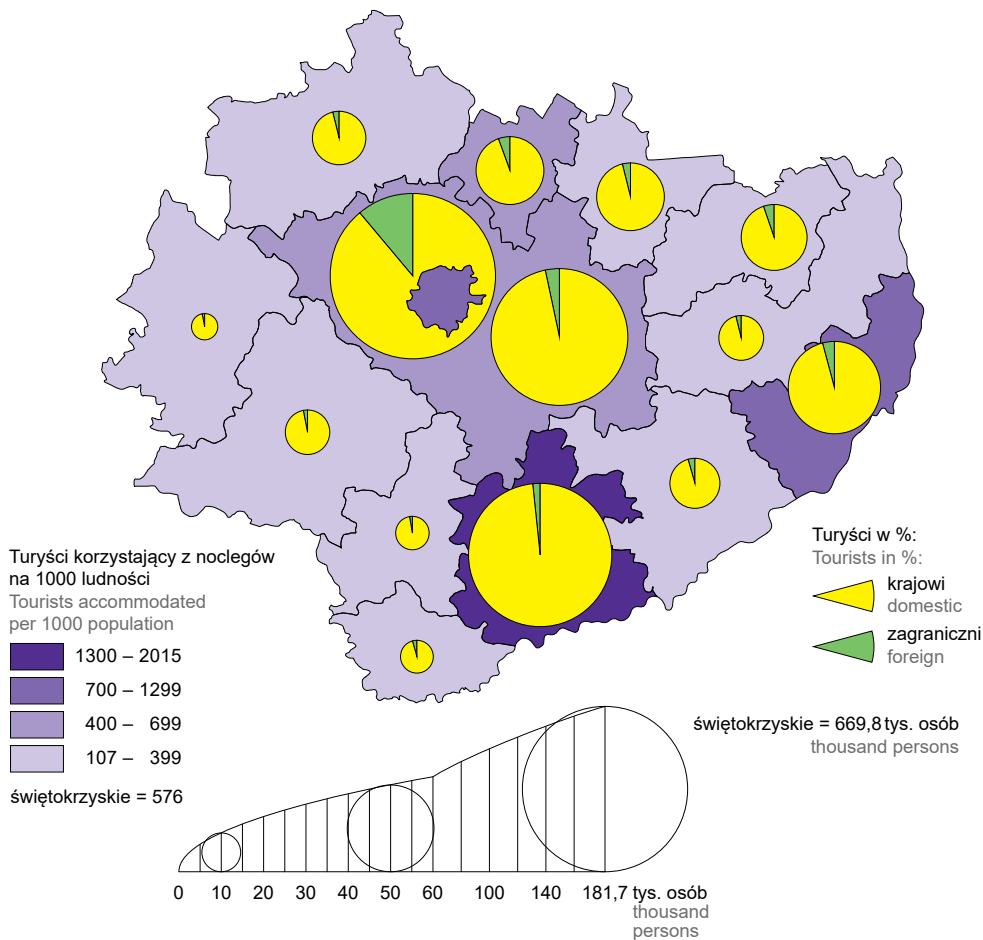 Turyści korzystający z noclegów
na 1000 ludności
Tourists accommodated
per 1000 population
1300 – 2015
700 – 1299
400 – 699
107 – 399
świętokrzyskie = 576
Turyści w %:
Tourists in %:
krajowi
domestic
zagraniczni
foreign
świętokrzyskie = 669,8 tys. osób
thousand persons
0 10 20 30 40 50 60 100 140 181,7 tys. osób
thousand
persons